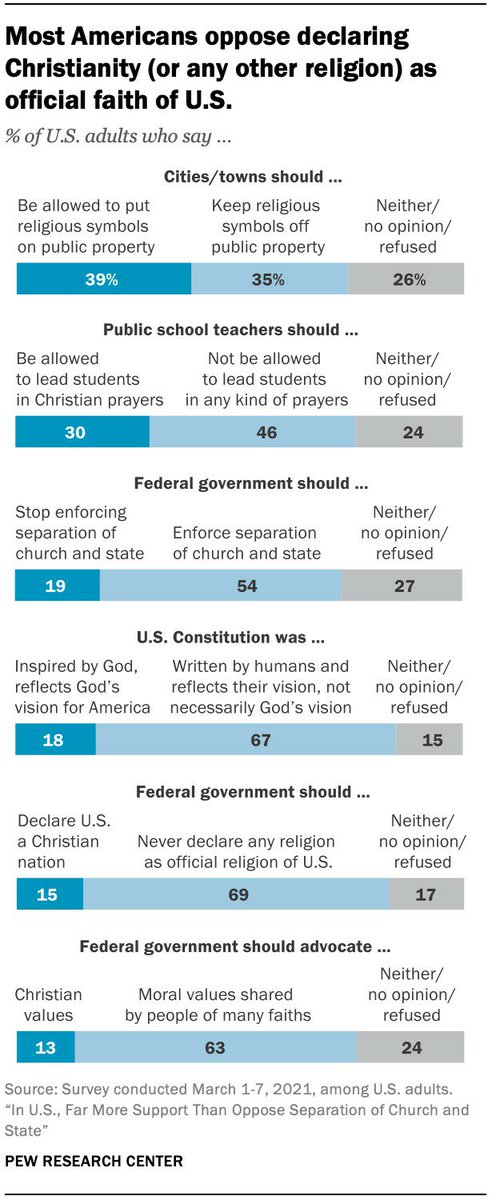 Most Americans oppose declaring
Christianity (or any other religion) as
official faith of U.S.
% of U.S. adults who say ...
Cities/towns should ...
Be allowed to put
religious symbols
on public property
Keep religious
symbols off
public property
Neither/
no opinion/
refused
39% 35% 26%
Public school teachers should ...
Be allowed
to lead students
in Christian prayers
Not be allowed
to lead students
in any kind of prayers
Neither/
no opinion/
refused
30 46 24
Federal government should ...
Stop enforcing
separation of
church and state
Enforce separation
of church and state
Neither/
no opinion/
refused
19 54 27
U.S. Constitution was ...
Inspired by God,
reflects God's
vision for America
Written by humans and
reflects their vision, not
necessarily God's vision
Neither/
no opinion/
refused
18 67 15
Federal government should ...
Declare U.S.
a Christian
nation
Never declare any religion
as official religion of U.S.
Neither/
no opinion/
refused
15 69 17
Federal government should advocate ...
Christian
values
Moral values shared
by people of many faiths
Neither/
no opinion/
refused
13 63 24
Source: Survey conducted March 1-7, 2021, among U.S. adults.
"In U.S., Far More Support Than Oppose Separation of Church and
State"
PEW RESEARCH CENTER